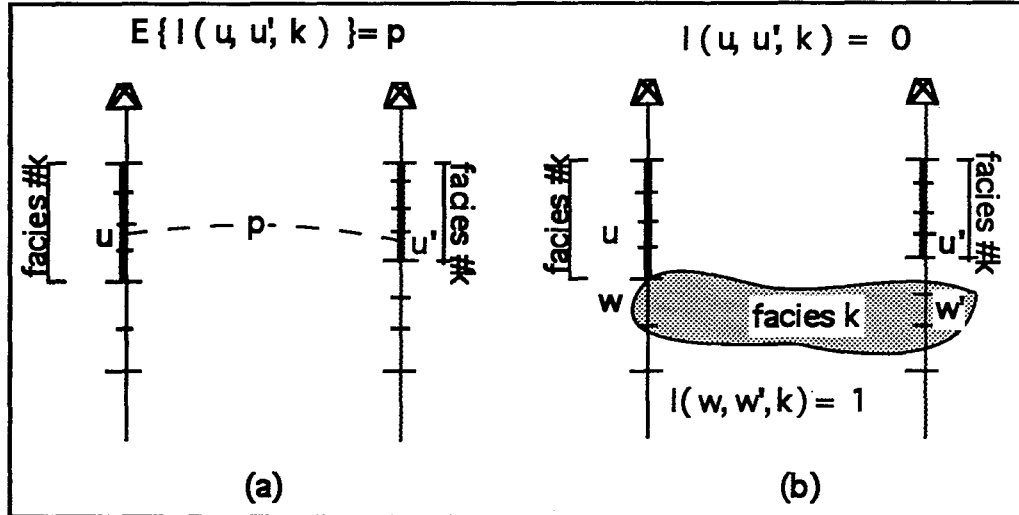 E{I(u, u', k)}= p
I(u, u', k) = 0
facies #k
u
p
u'
facies #k
facies #k
u
u'
facies #k
w
facies k
w'
I(w, w', k) = 1
(a)
(b)